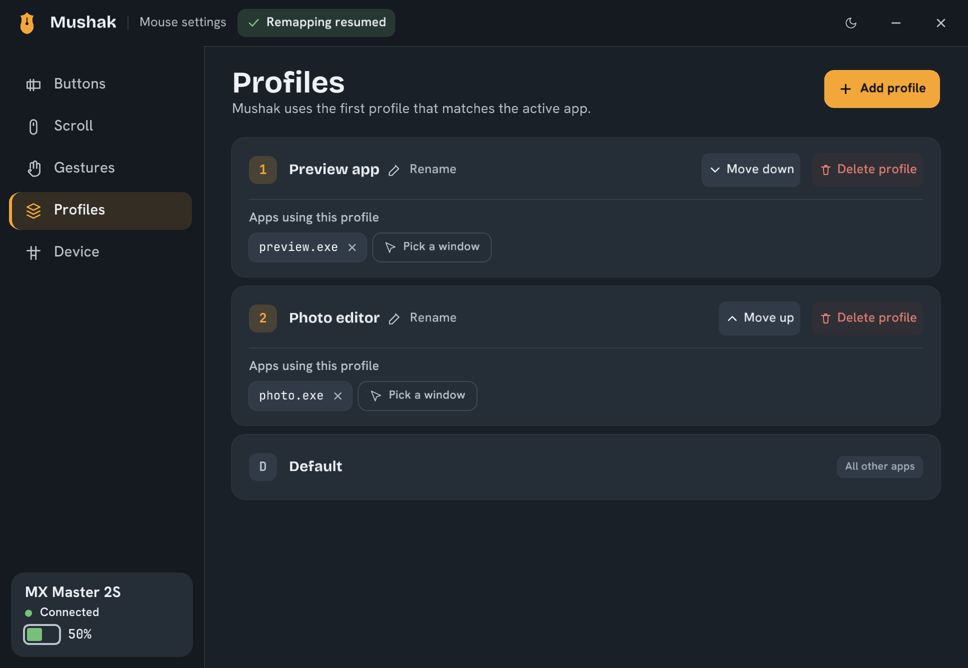 Mushak
Mouse settings
Remapping resumed
Buttons
Scroll
Gestures
Profiles
Device
Profiles
Mushak uses the first profile that matches the active app.
Add profile
1 Preview app Rename Move down Delete profile
Apps using this profile
preview.exe Pick a window
2 Photo editor Rename Move up Delete profile
Apps using this profile
photo.exe Pick a window
D Default All other apps
MX Master 2S
Connected
50%